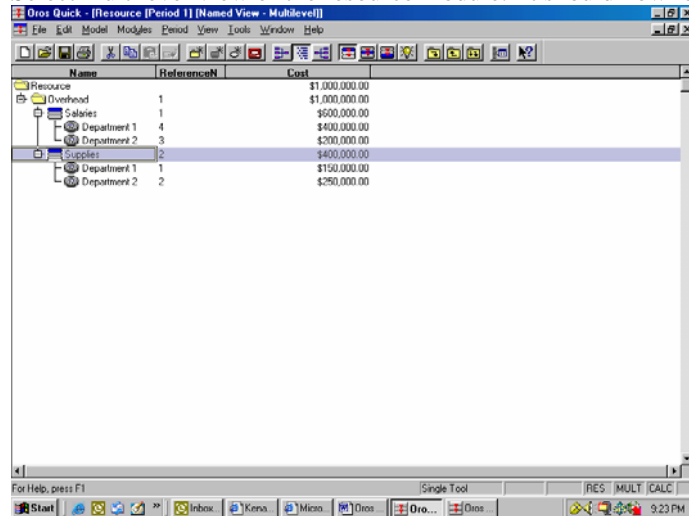 Oros Quick - [Resource [Period 1] [Named View - Multilevel]]
File Edit Model Modules Period View Tools Window Help
Name ReferenceN Cost
Resource $1,000,000.00
Overhead 1 $1,000,000.00
Salaries 1 $600,000.00
Department 1 4 $400,000.00
Department 2 3 $200,000.00
Supplies 2 $400,000.00
Department 1 1 $150,000.00
Department 2 2 $250,000.00
For Help, press F1 Single Tool RES MULT CALC
Start » Inbox... Kena... Micro... Oros ... Oro... Oros ... 9:23 PM